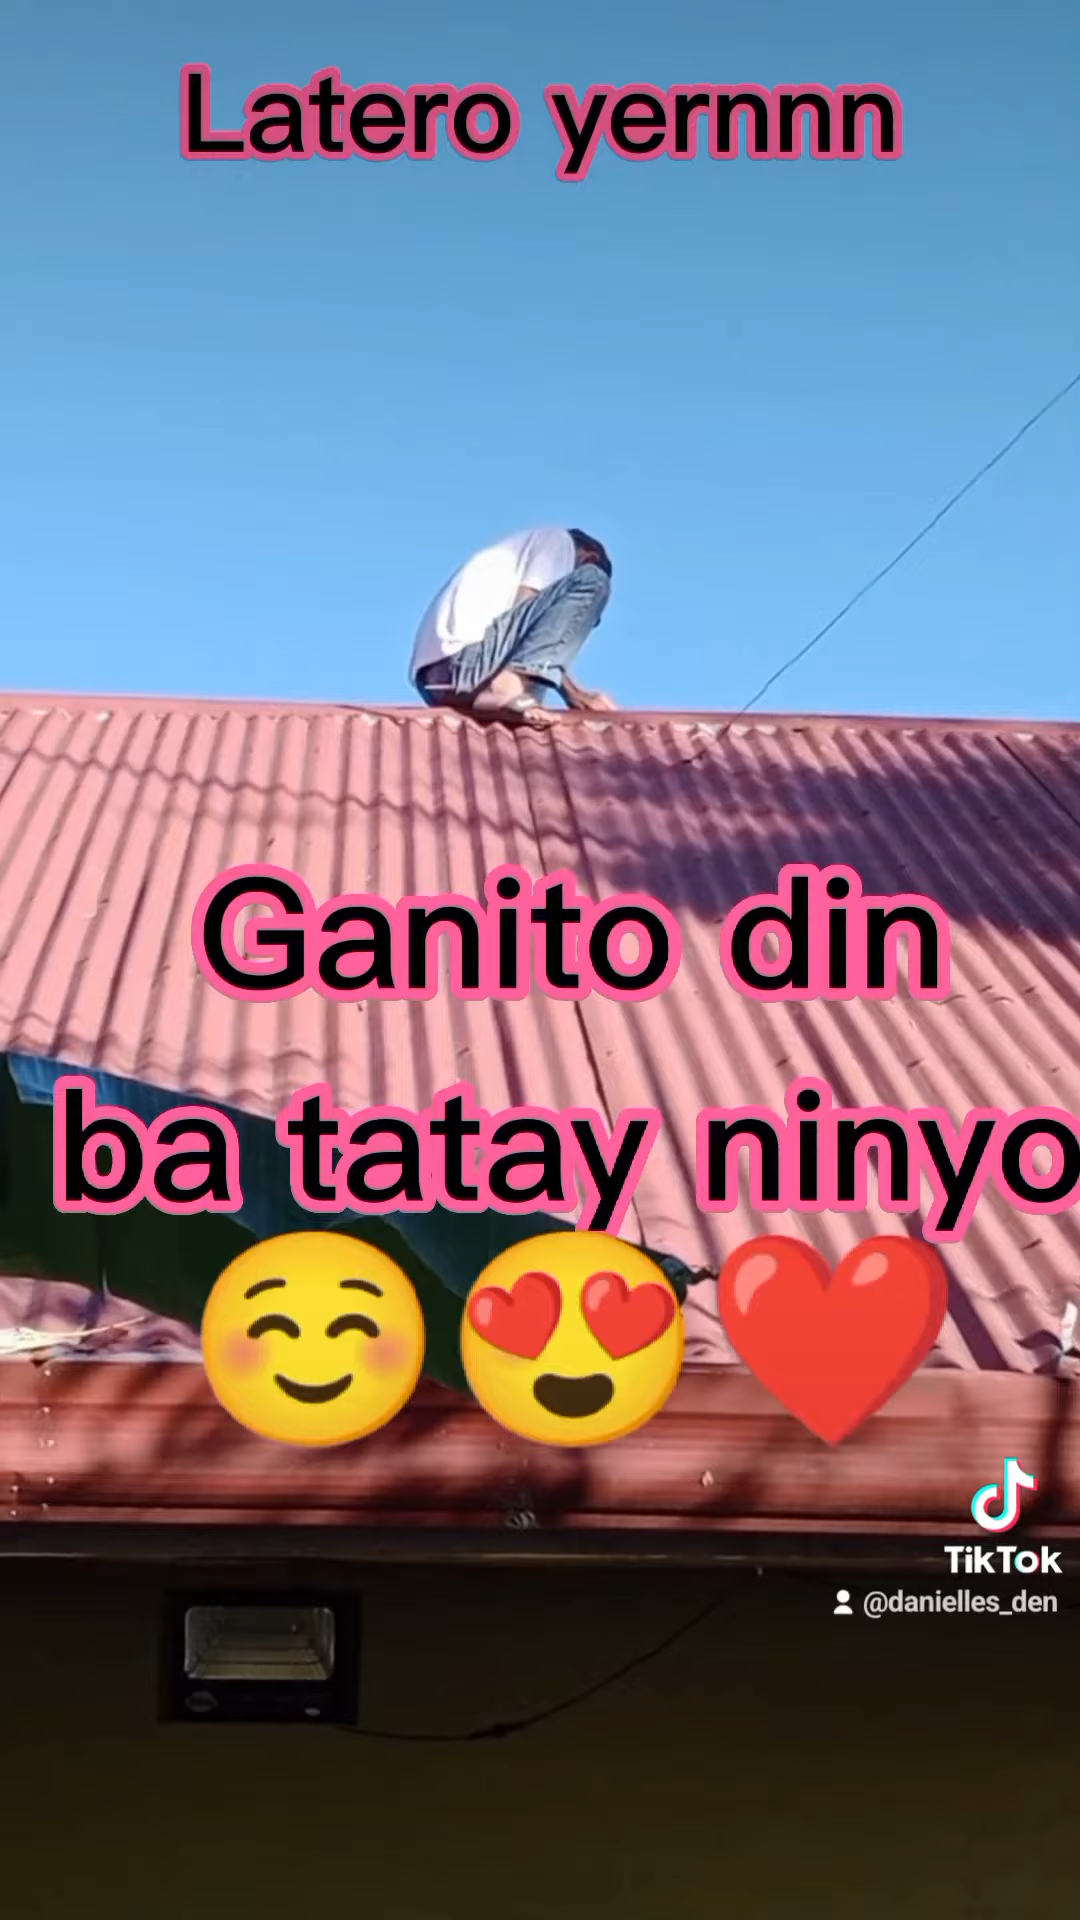 Latero yernnn
Ganito din
ba tatay ninyo
TikTok
@danielles_den